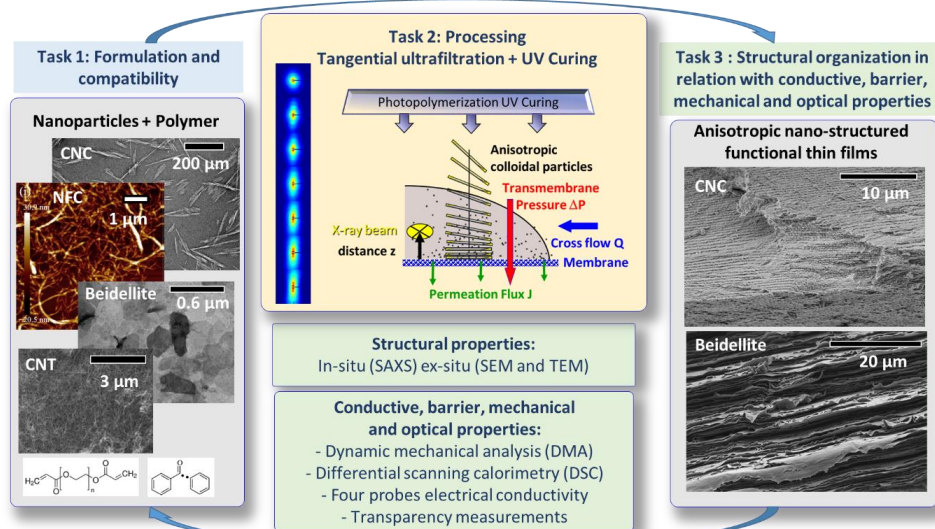 Task 1: Formulation and
compatibility
Nanoparticles + Polymer
CNC
200 µm
NFC
1 µm
30.9 nm
Beidellite
0.6 µm
CNT
3 µm
H₂C
O
O
n
O
CH₂
O
O
Task 2: Processing
Tangential ultrafiltration + UV Curing
Photopolymerization UV Curing
Anisotropic
colloidal particles
Transmembrane
Pressure ΔP
X-ray beam
distance z
Cross flow Q
Membrane
Permeation Flux J
Structural properties:
In-situ (SAXS) ex-situ (SEM and TEM)
Conductive, barrier, mechanical
and optical properties:
- Dynamic mechanical analysis (DMA)
- Differential scanning calorimetry (DSC)
- Four probes electrical conductivity
- Transparency measurements
Task 3 : Structural organization in
relation with conductive, barrier,
mechanical and optical properties
Anisotropic nano-structured
functional thin films
CNC
10 µm
Beidellite
20 µm